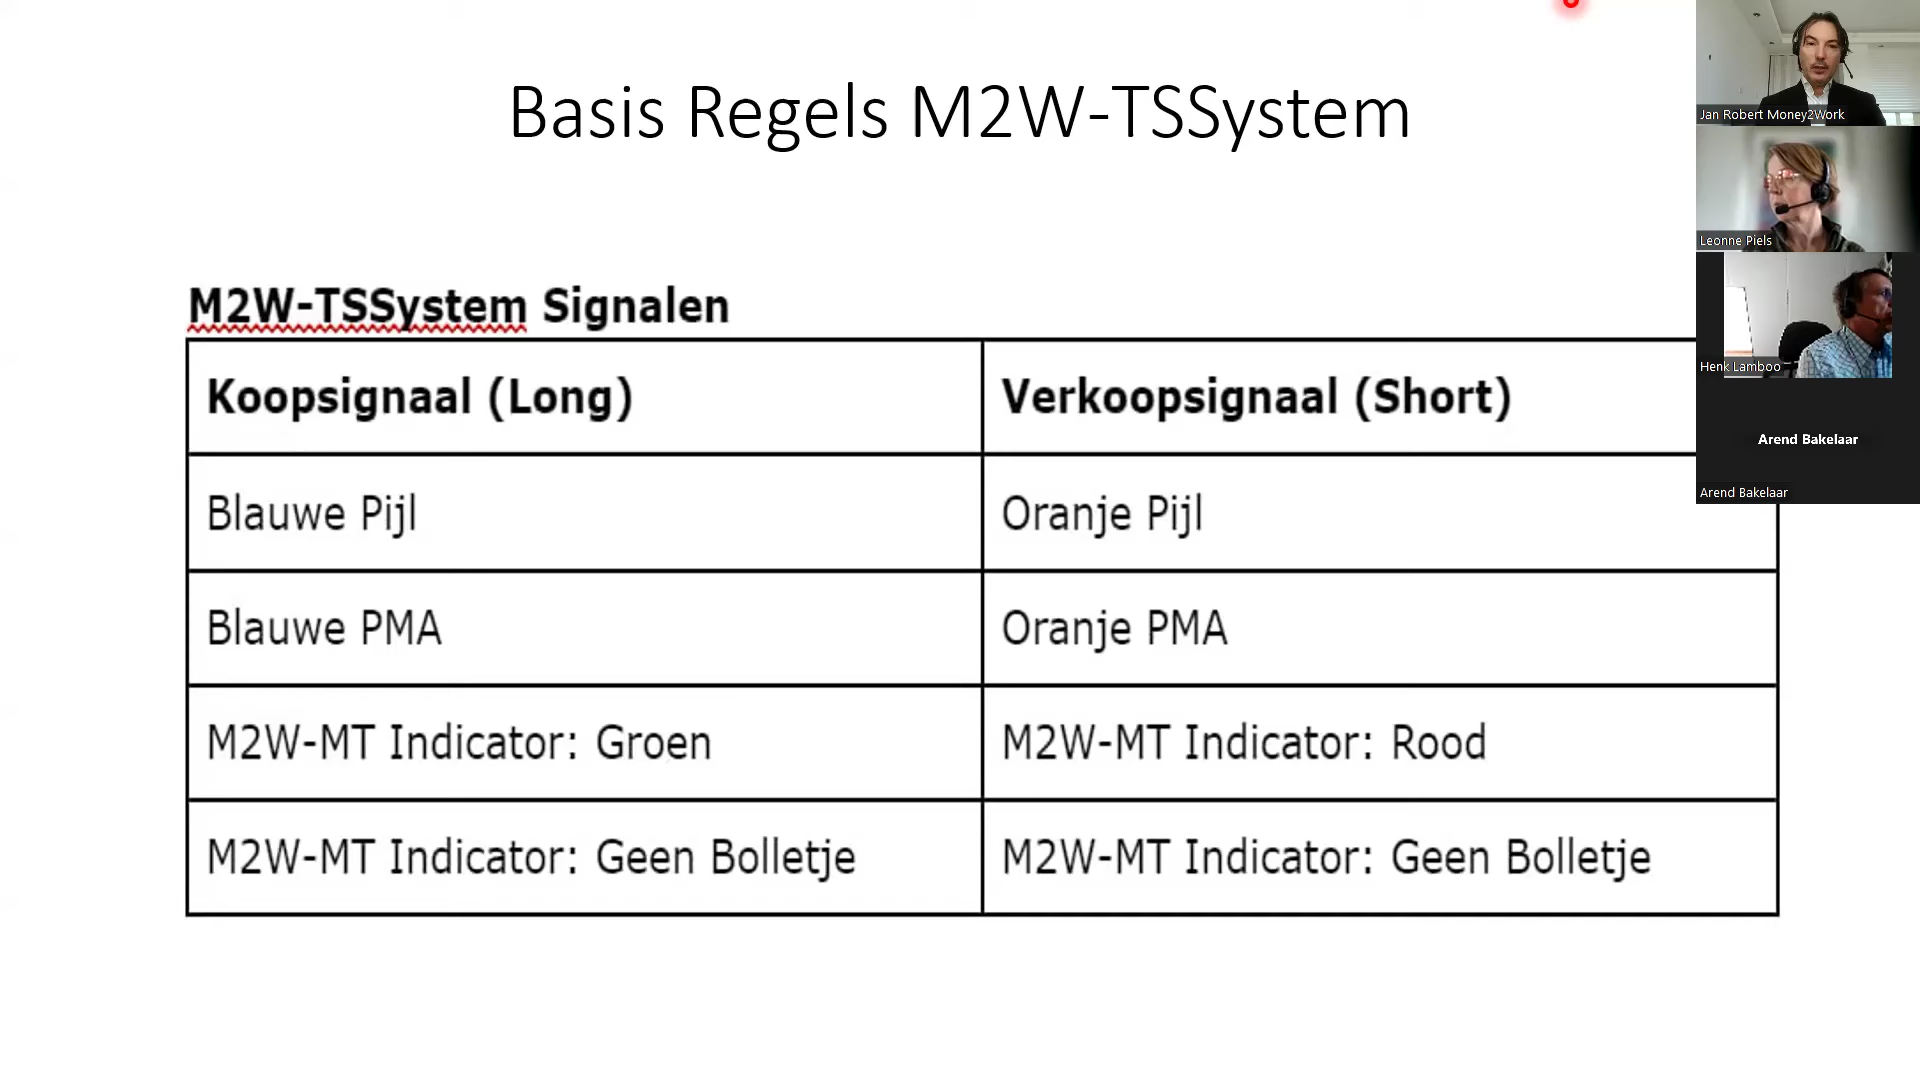 Basis Regels M2W-TSSystem
M2W-TSSystem Signalen
Koopsignaal (Long)
Verkoopsignaal (Short)
Blauwe Pijl
Oranje Pijl
Blauwe PMA
Oranje PMA
M2W-MT Indicator: Groen
M2W-MT Indicator: Rood
M2W-MT Indicator: Geen Bolletje
M2W-MT Indicator: Geen Bolletje
Jan Robert Money2Work
Leonne Piels
Henk Lamboo
Arend Bakelaar
Arend Bakelaar